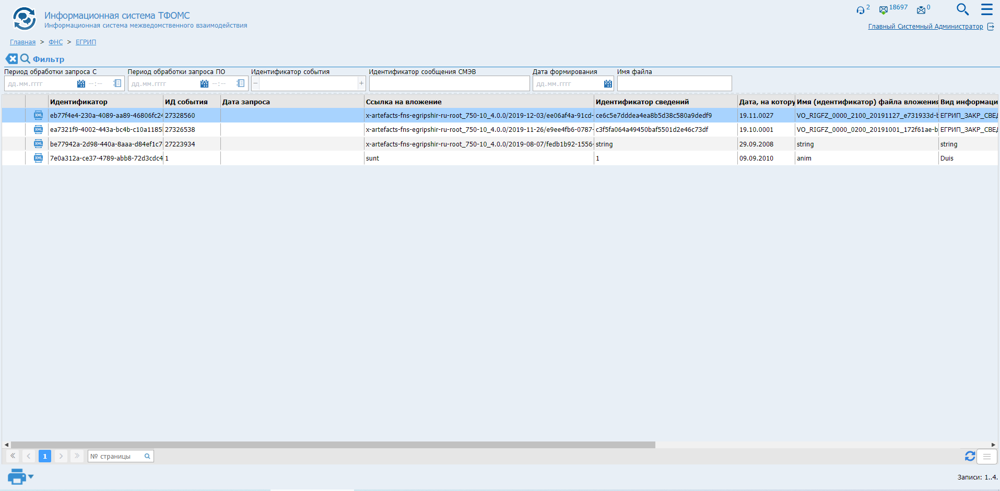 Информационная система ТФОМС
Информационная система межведомственного взаимодействия
2 18697 0
Главный Системный Администратор
Главная > ФНС > ЕГРИП
Фильтр
Период обработки запроса С Период обработки запроса ПО Идентификатор события Идентификатор сообщения СМЭВ Дата формирования Имя файла
дд.мм.гггг --:-- дд.мм.гггг --:-- − + дд.мм.гггг
Идентификатор ИД события Дата запроса Ссылка на вложение Идентификатор сведений Дата, на котору Имя (идентификатор) файла вложения Вид информаци
XML eb77f4e4-230a-4089-aa89-46806fc24 27328560 x-artefacts-fns-egripshir-ru-root_750-10_4.0.0/2019-12-03/ee06af4a-91cd- ce6c5e7dddea4ea8b5d38c580a9dedf9 19.11.0027 VO_RIGFZ_0000_2100_20191127_e731933d-b ЕГРИП_ЗАКР_СВЕД
XML ea7321f9-4002-443a-bc4b-c10a1185 27326538 x-artefacts-fns-egripshir-ru-root_750-10_4.0.0/2019-11-26/e9ee4fb6-0787- c3f5fa064a49450baf5501d2e46c73df 19.10.0001 VO_RIGFZ_0000_0200_20191001_172f61ae-b ЕГРИП_ЗАКР_СВЕД
XML be77942a-2d98-440a-8aaa-d84ef1c7 27223934 x-artefacts-fns-egripshir-ru-root_750-10_4.0.0/2019-08-07/fedb1b92-1556- string 29.09.2008 string string
XML 7e0a312a-ce37-4789-abb8-72d3cdc4 1 sunt 1 09.09.2010 anim Duis
« < 1 > » № страницы
Записи: 1..4.